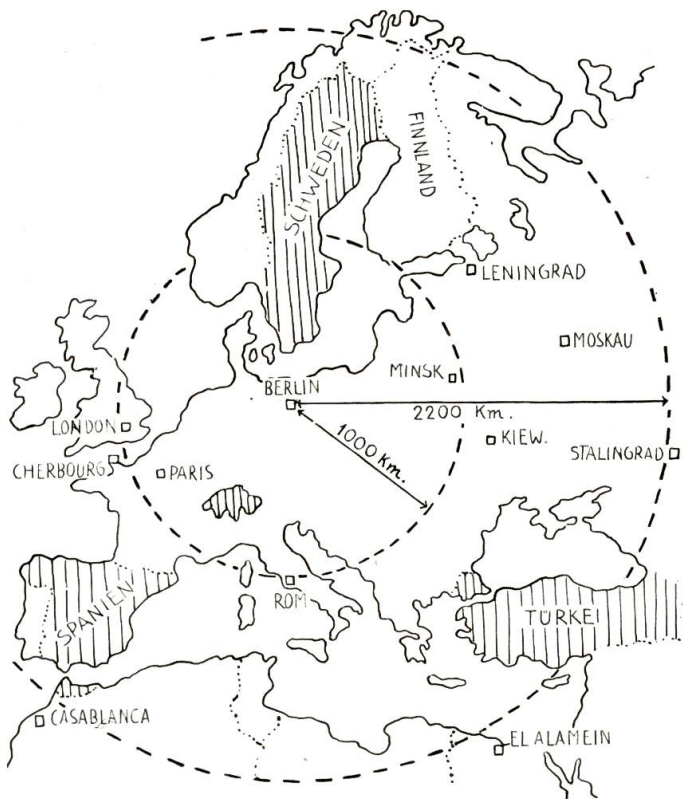 SCHWEDEN
FINNLAND
LENINGRAD
MOSKAU
MINSK
BERLIN
2200 Km.
LONDON
1000 Km.
KIEW.
CHERBOURG
PARIS
STALINGRAD
ROM
SPANIEN
TÜRKEI
CASABLANCA
EL ALAMEIN